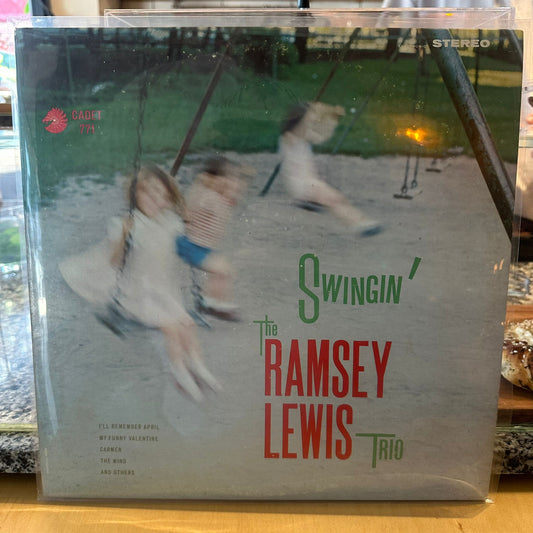 STEREO
CADET
771
SWINGIN'
The
RAMSEY
LEWIS
TRIO
I'LL REMEMBER APRIL
MY FUNNY VALENTINE
CARMEN
THE WIND
AND OTHERS